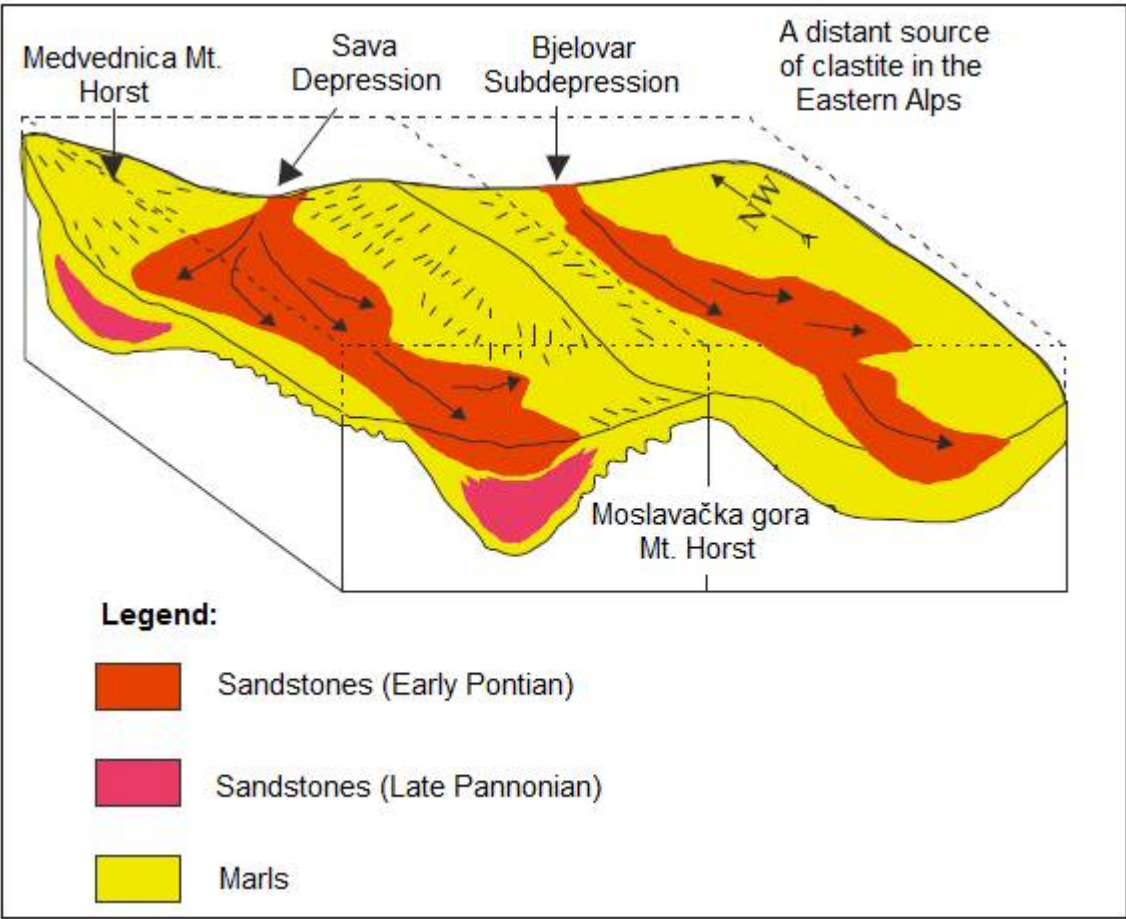 Medvednica Mt.
Horst
Sava
Depression
Bjelovar
Subdepression
A distant source
of clastite in the
Eastern Alps
NW
Moslavačka gora
Mt. Horst
Legend:
Sandstones (Early Pontian)
Sandstones (Late Pannonian)
Marls